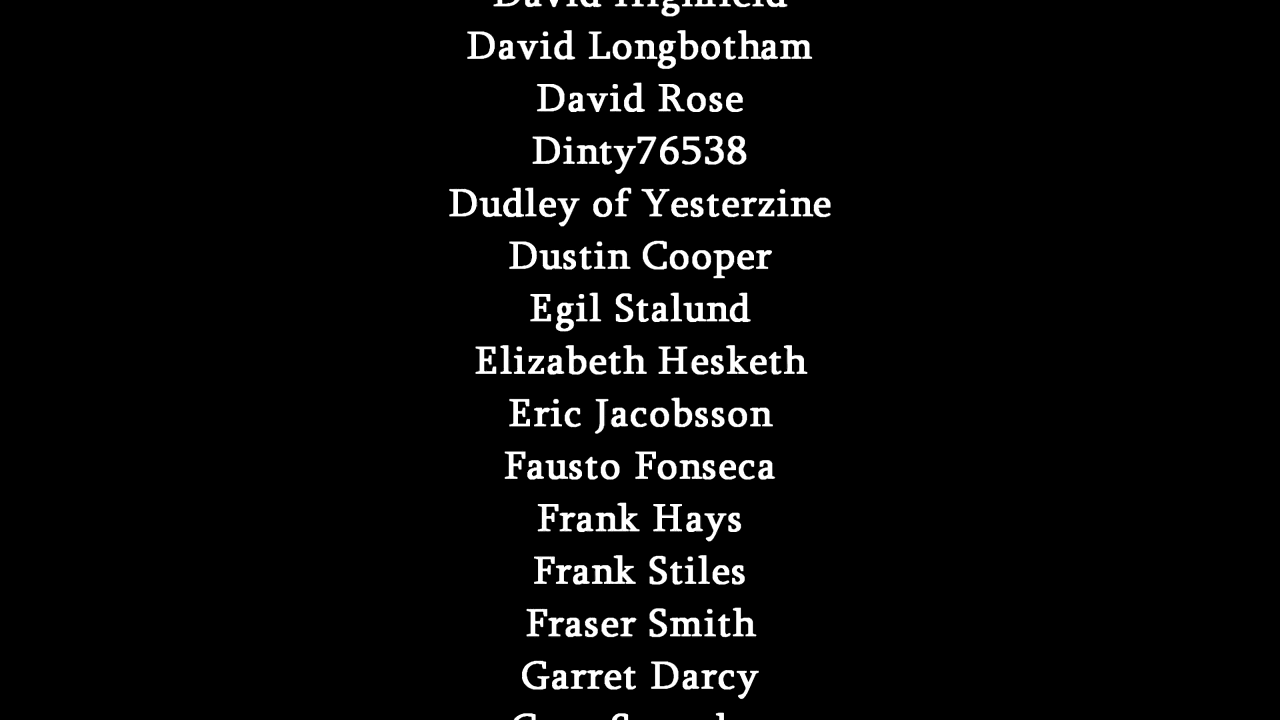 David Highfield
David Longbotham
David Rose
Dinty76538
Dudley of Yesterzine
Dustin Cooper
Egil Stalund
Elizabeth Hesketh
Eric Jacobsson
Fausto Fonseca
Frank Hays
Frank Stiles
Fraser Smith
Garret Darcy